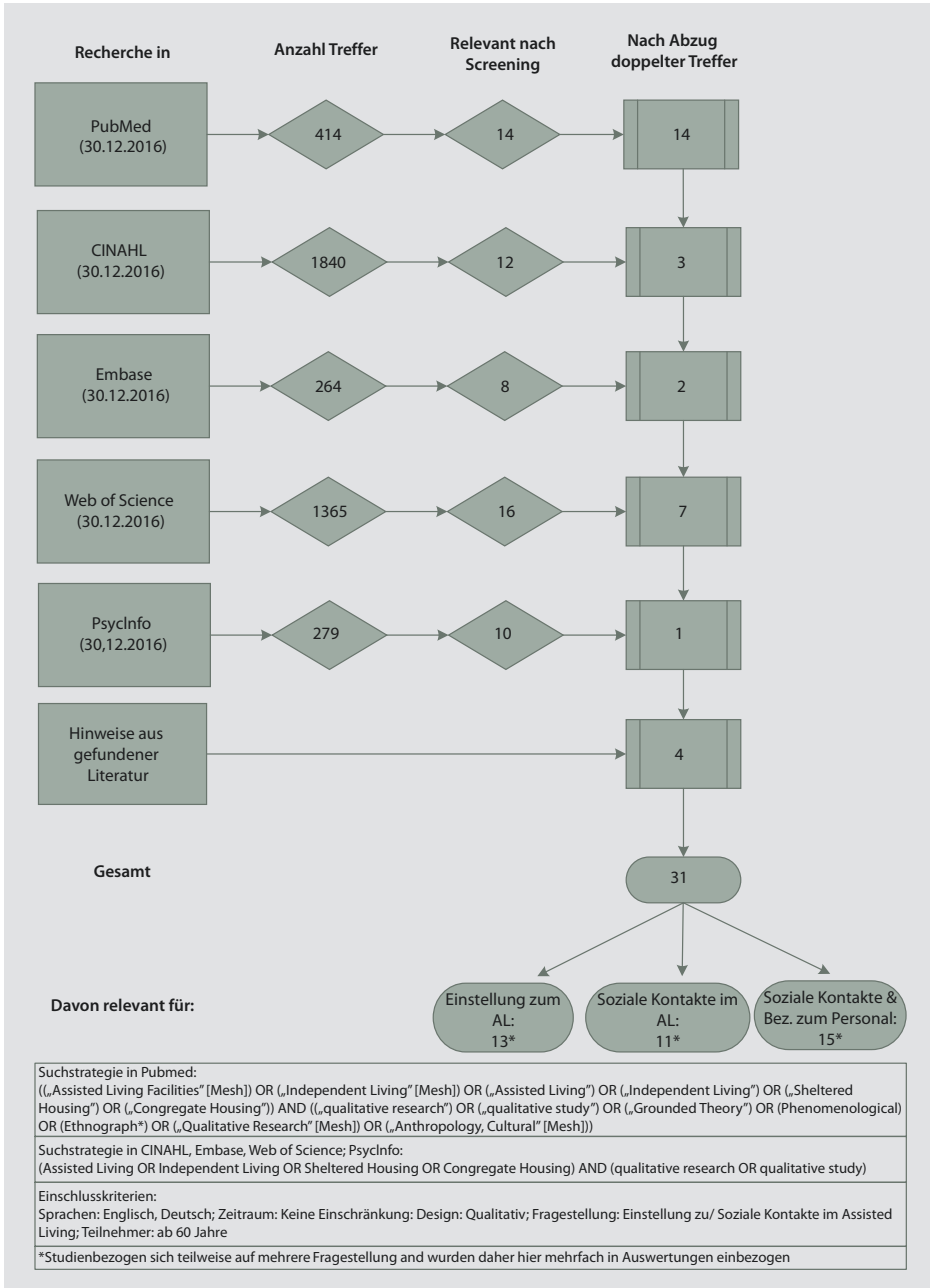 Recherche in
Anzahl Treffer
Relevant nach
Screening
Nach Abzug
doppelter Treffer
PubMed
(30.12.2016)
414
14
14
CINAHL
(30.12.2016)
1840
12
3
Embase
(30.12.2016)
264
8
2
Web of Science
(30.12.2016)
1365
16
7
PsycInfo
(30,12.2016)
279
10
1
Hinweise aus
gefundener
Literatur
4
Gesamt
31
Davon relevant für:
Einstellung zum
AL:
13*
Soziale Kontakte im
AL:
11*
Soziale Kontakte &
Bez. zum Personal:
15*
Suchstrategie in Pubmed:
((„Assisted Living Facilities" [Mesh]) OR („Independent Living" [Mesh]) OR („Assisted Living") OR („Independent Living") OR („Sheltered
Housing") OR („Congregate Housing")) AND ((„qualitative research") OR („qualitative study") OR („Grounded Theory") OR (Phenomenological)
OR (Ethnograph*) OR („Qualitative Research" [Mesh]) OR („Anthropology, Cultural" [Mesh]))
Suchstrategie in CINAHL, Embase, Web of Science; PsycInfo:
(Assisted Living OR Independent Living OR Sheltered Housing OR Congregate Housing) AND (qualitative research OR qualitative study)
Einschlusskriterien:
Sprachen: Englisch, Deutsch; Zeitraum: Keine Einschränkung: Design: Qualitativ; Fragestellung: Einstellung zu/ Soziale Kontakte im Assisted
Living; Teilnehmer: ab 60 Jahre
*Studienbezogen sich teilweise auf mehrere Fragestellung and wurden daher hier mehrfach in Auswertungen einbezogen